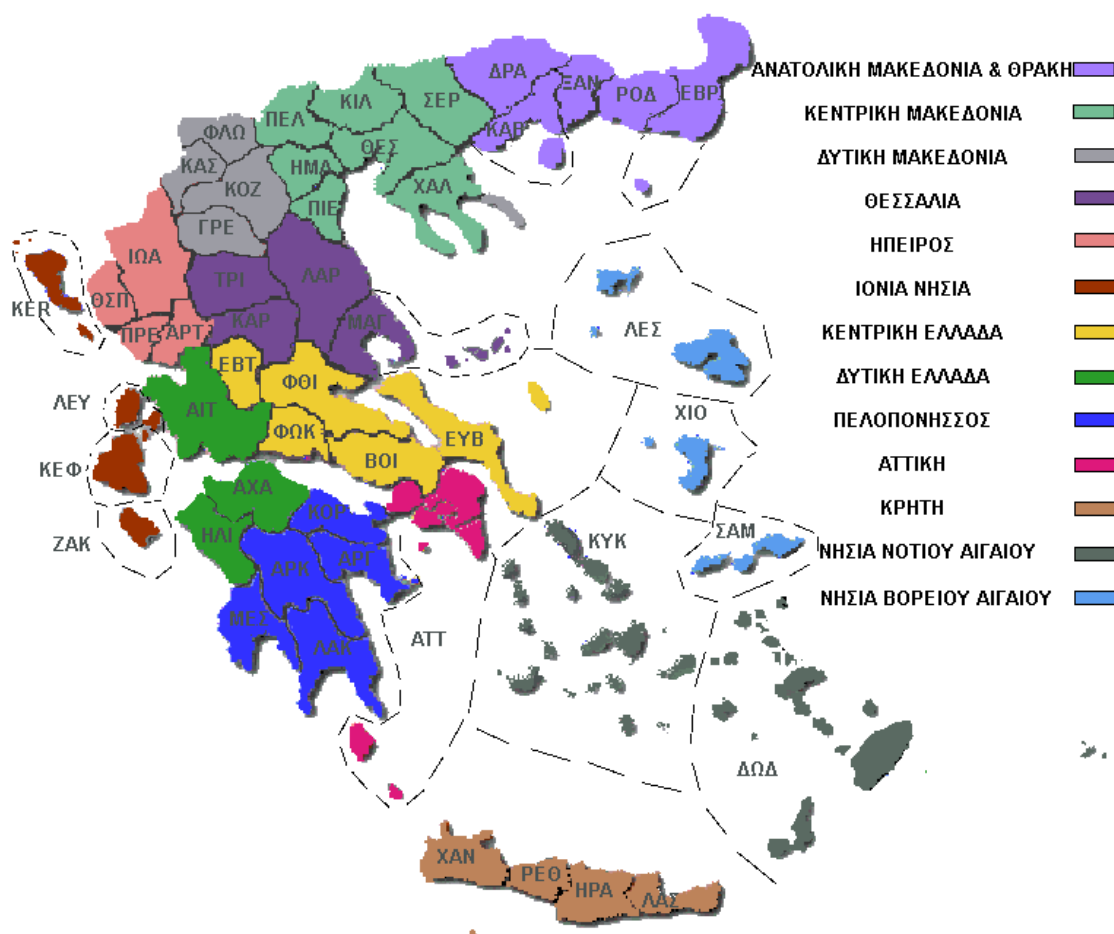 ΑΝΑΤΟΛΙΚΗ ΜΑΚΕΔΟΝΙΑ & ΘΡΑΚΗ
ΚΕΝΤΡΙΚΗ ΜΑΚΕΔΟΝΙΑ
ΔΥΤΙΚΗ ΜΑΚΕΔΟΝΙΑ
ΘΕΣΣΑΛΙΑ
ΗΠΕΙΡΟΣ
ΙΟΝΙΑ ΝΗΣΙΑ
ΚΕΝΤΡΙΚΗ ΕΛΛΑΔΑ
ΔΥΤΙΚΗ ΕΛΛΑΔΑ
ΠΕΛΟΠΟΝΗΣΣΟΣ
ΑΤΤΙΚΗ
ΚΡΗΤΗ
ΝΗΣΙΑ ΝΟΤΙΟΥ ΑΙΓΑΙΟΥ
ΝΗΣΙΑ ΒΟΡΕΙΟΥ ΑΙΓΑΙΟΥ
ΔΡΑ
ΞΑΝ
ΡΟΔ
ΕΒΡ
ΚΑΒ
ΣΕΡ
ΚΙΛ
ΠΕΛ
ΘΕΣ
ΗΜΑ
ΠΙΕ
ΧΑΛ
ΦΛΩ
ΚΑΣ
ΚΟΖ
ΓΡΕ
ΙΩΑ
ΘΣΠ
ΠΡΕ
ΑΡΤ
ΤΡΙ
ΛΑΡ
ΚΑΡ
ΜΑΓ
ΚΕR
ΛΕΥ
ΚΕΦ
ΖΑΚ
ΑΙΤ
ΕΒΤ
ΦΘΙ
ΦΩΚ
ΒΟΙ
ΕΥΒ
ΑΧΑ
ΗΛΙ
ΚΟΡ
ΑΡΓ
ΑΡΚ
ΜΕΣ
ΛΑΚ
ΑΤΤ
ΛΕΣ
ΧΙΟ
ΣΑΜ
ΚΥΚ
ΔΩΔ
ΧΑΝ
ΡΕΘ
ΗΡΑ
ΛΑΣ